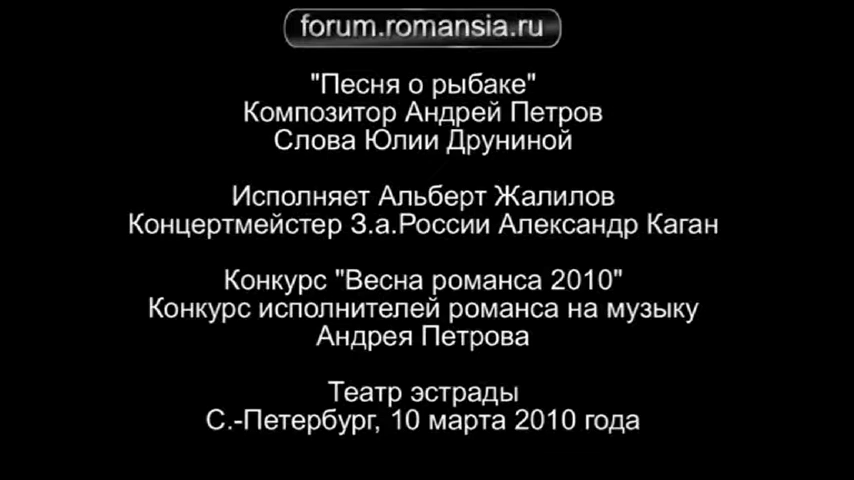 forum.romansia.ru
"Песня о рыбаке"
Композитор Андрей Петров
Слова Юлии Друниной
Исполняет Альберт Жалилов
Концертмейстер З.а.России Александр Каган
Конкурс "Весна романса 2010"
Конкурс исполнителей романса на музыку
Андрея Петрова
Театр эстрады
С.-Петербург, 10 марта 2010 года